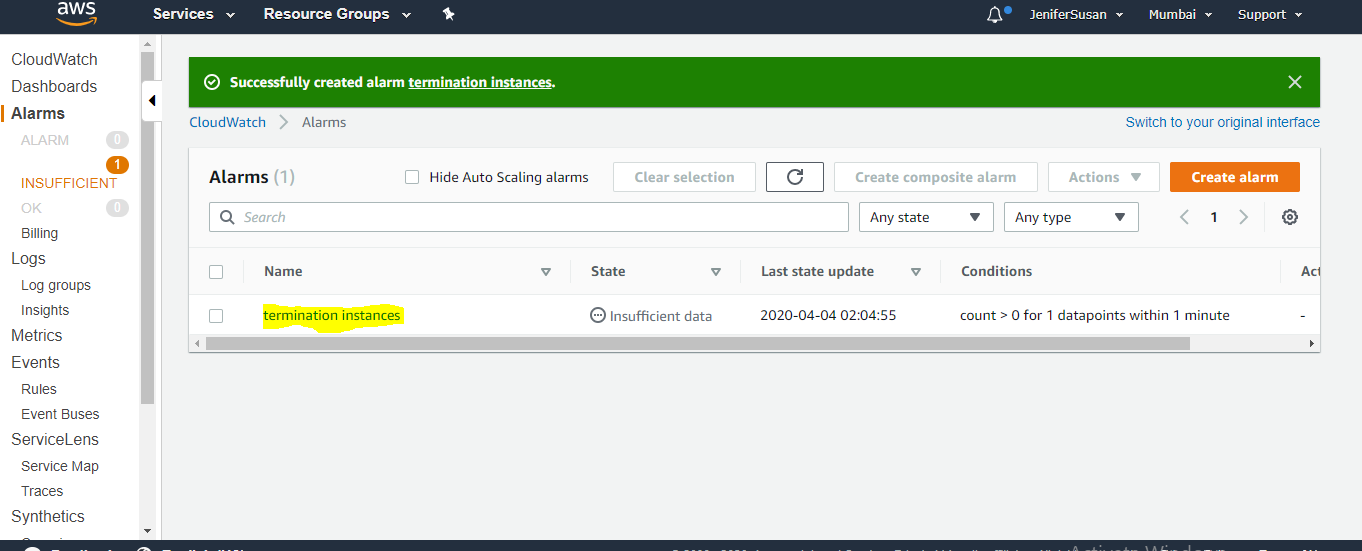 aws Services Resource Groups JeniferSusan Mumbai Support
CloudWatch
Dashboards
Alarms
ALARM 0
1
INSUFFICIENT
OK 0
Billing
Logs
Log groups
Insights
Metrics
Events
Rules
Event Buses
ServiceLens
Service Map
Traces
Synthetics
Successfully created alarm termination instances.
CloudWatch Alarms Switch to your original interface
Alarms (1) Hide Auto Scaling alarms Clear selection Create composite alarm Actions Create alarm
Search Any state Any type 1
Name State Last state update Conditions
termination instances Insufficient data 2020-04-04 02:04:55 count > 0 for 1 datapoints within 1 minute -